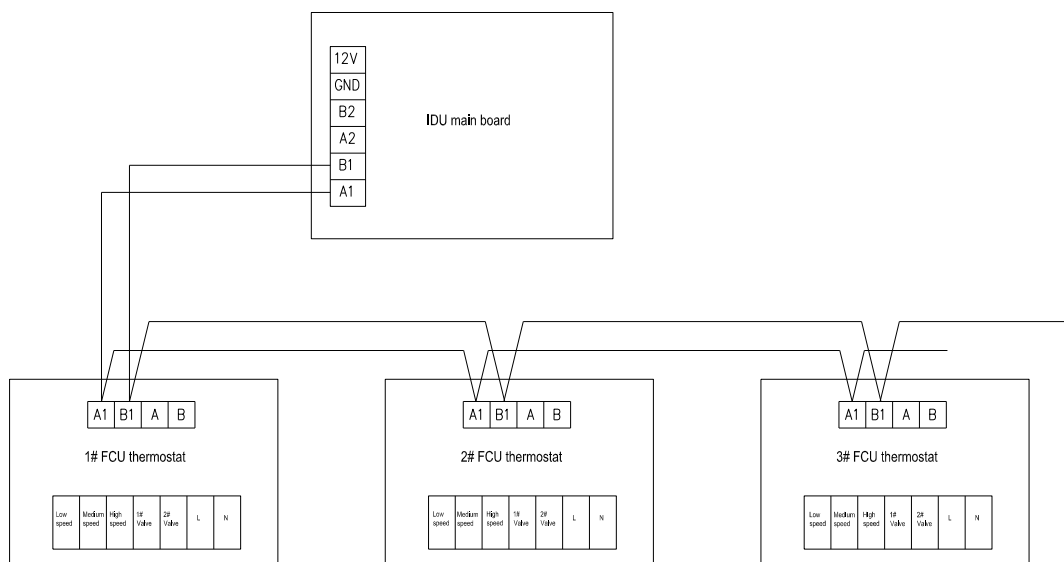 12V
GND
B2
A2
B1
A1
IDU main board
A1 B1 A B
1# FCU thermostat
Low speed
Medium speed
High speed
1# Valve
2# Valve
L
N
A1 B1 A B
2# FCU thermostat
Low speed
Medium speed
High speed
1# Valve
2# Valve
L
N
A1 B1 A B
3# FCU thermostat
Low speed
Medium speed
High speed
1# Valve
2# Valve
L
N